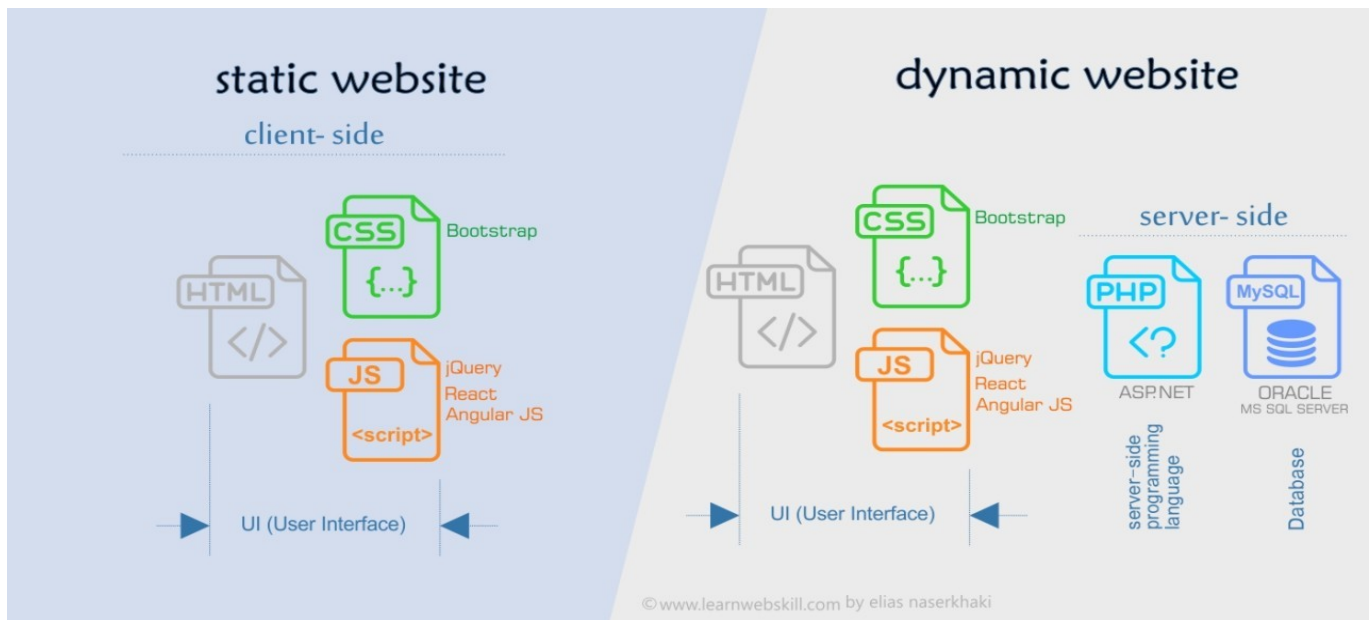 static website
client- side
HTML
</>
CSS
{...}
Bootstrap
JS
<script>
jQuery
React
Angular JS
UI (User Interface)
dynamic website
HTML
</>
CSS
{...}
Bootstrap
JS
<script>
jQuery
React
Angular JS
UI (User Interface)
server- side
PHP
<?
ASP.NET
server-side
programming
language
MySQL
ORACLE
MS SQL SERVER
Database
©www.learnwebskill.com by elias naserkhaki